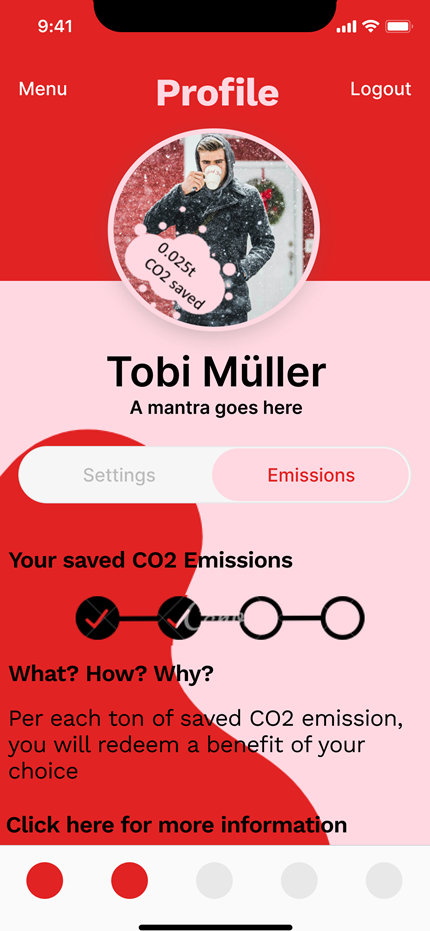 9:41
Menu
Profile
Logout
0.025t
CO2 saved
Tobi Müller
A mantra goes here
Settings
Emissions
Your saved CO2 Emissions
What? How? Why?
Per each ton of saved CO2 emission,
you will redeem a benefit of your
choice
Click here for more information